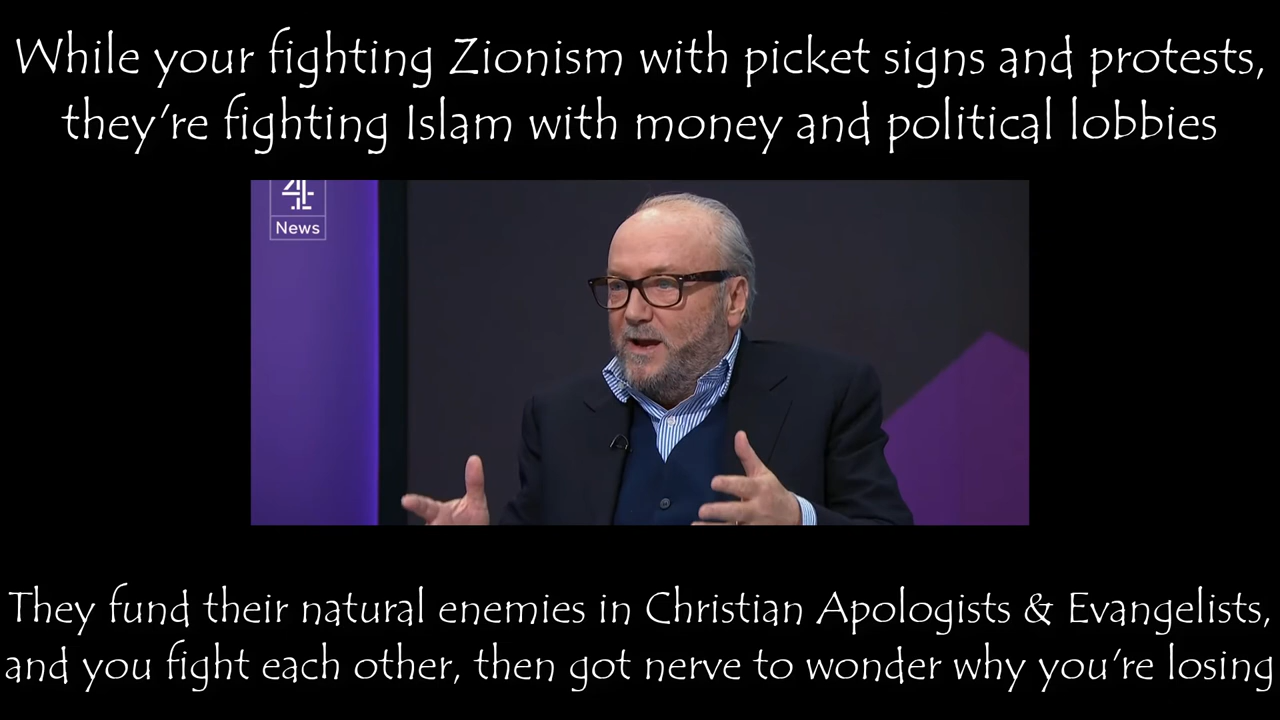 While your fighting Zionism with picket signs and protests,
they're fighting Islam with money and political lobbies
4
News
They fund their natural enemies in Christian Apologists & Evangelists,
and you fight each other, then got nerve to wonder why you're losing